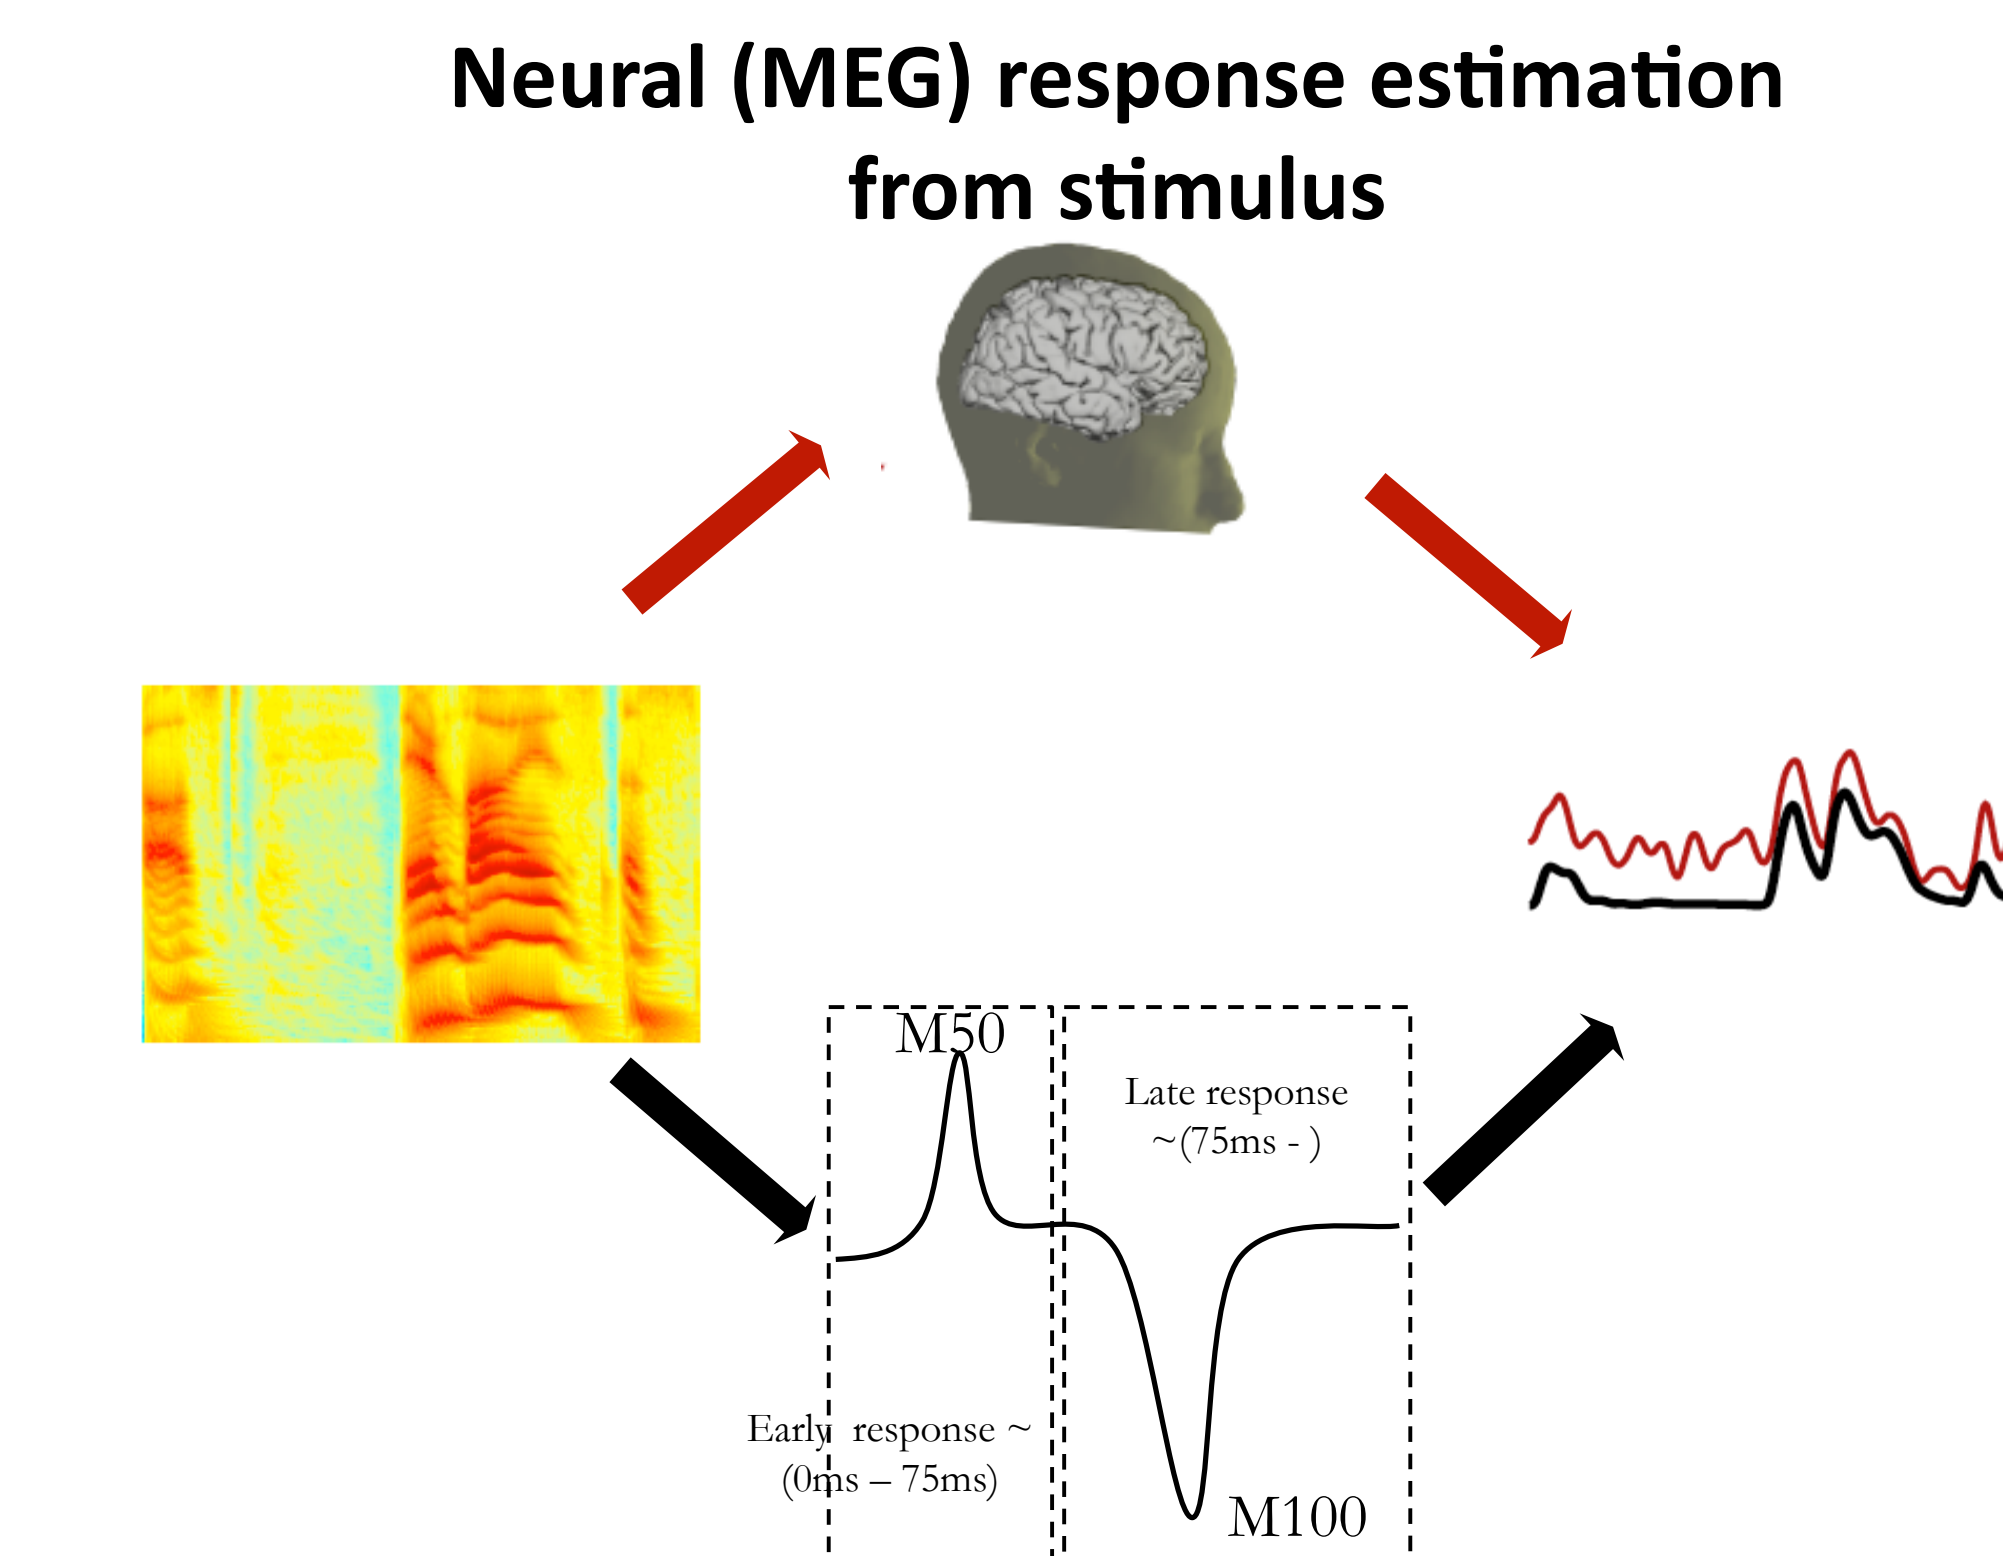 Neural (MEG) response estimation
from stimulus
M50
Late response
~(75ms - )
Early  response ~
(0ms – 75ms)
M100